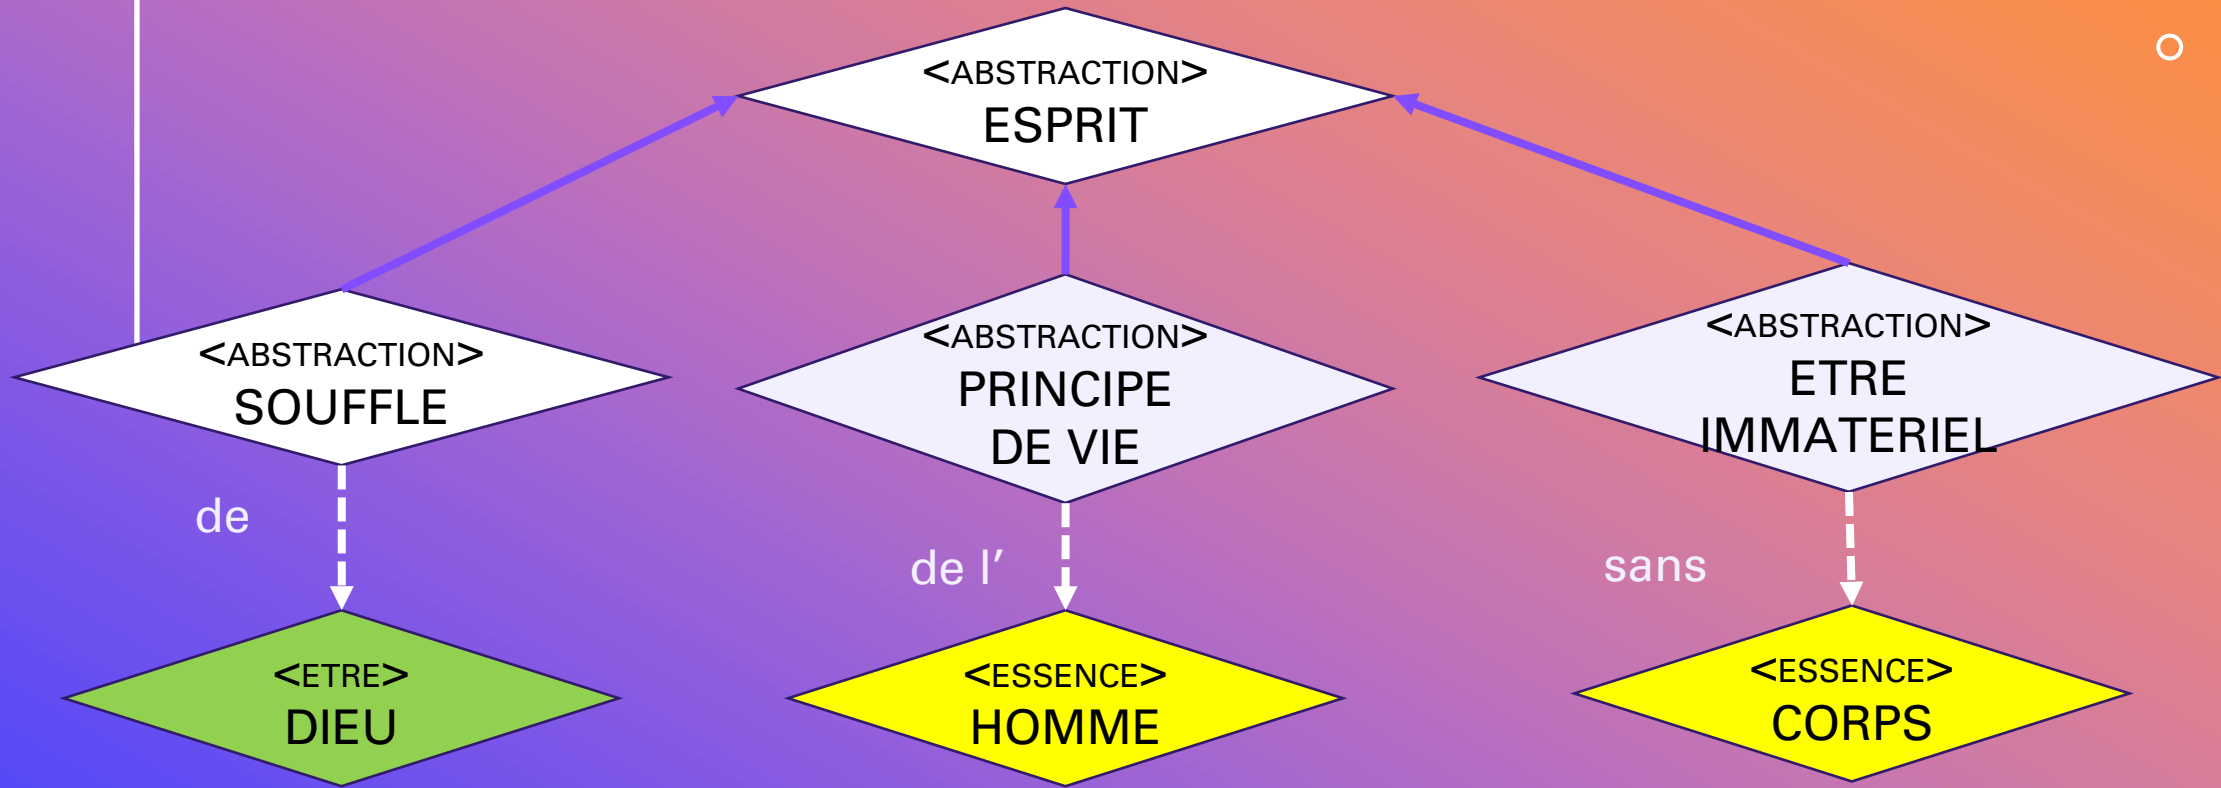 <ABSTRACTION>
ESPRIT
<ABSTRACTION>
SOUFFLE
<ABSTRACTION>
PRINCIPE
DE VIE
<ABSTRACTION>
ETRE
IMMATERIEL
de
de l’
sans
<ETRE>
DIEU
<ESSENCE>
HOMME
<ESSENCE>
CORPS